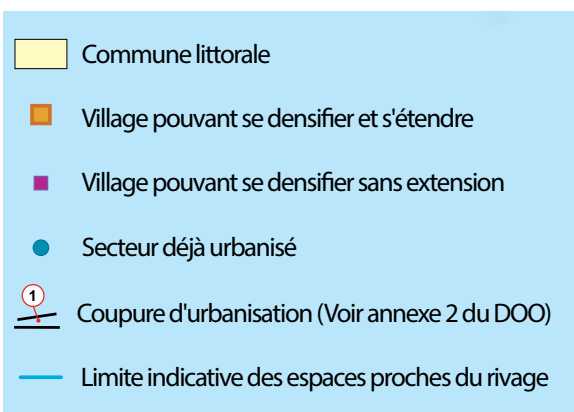 Commune littorale
Village pouvant se densifier et s'étendre
Village pouvant se densifier sans extension
Secteur déjà urbanisé
1 Coupure d'urbanisation (Voir annexe 2 du DOO)
Limite indicative des espaces proches du rivage